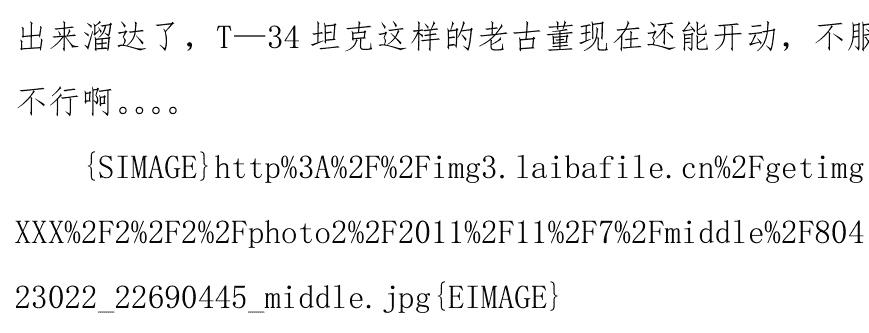 出来溜达了，T—34 坦克这样的老古董现在还能开动，不服
不行啊。。。。
{SIMAGE}http%3A%2F%2Fimg3.laibafile.cn%2Fgetimg
XXX%2F2%2F2%2Fphoto2%2F2011%2F11%2F7%2Fmiddle%2F804
23022_22690445_middle.jpg{EIMAGE}